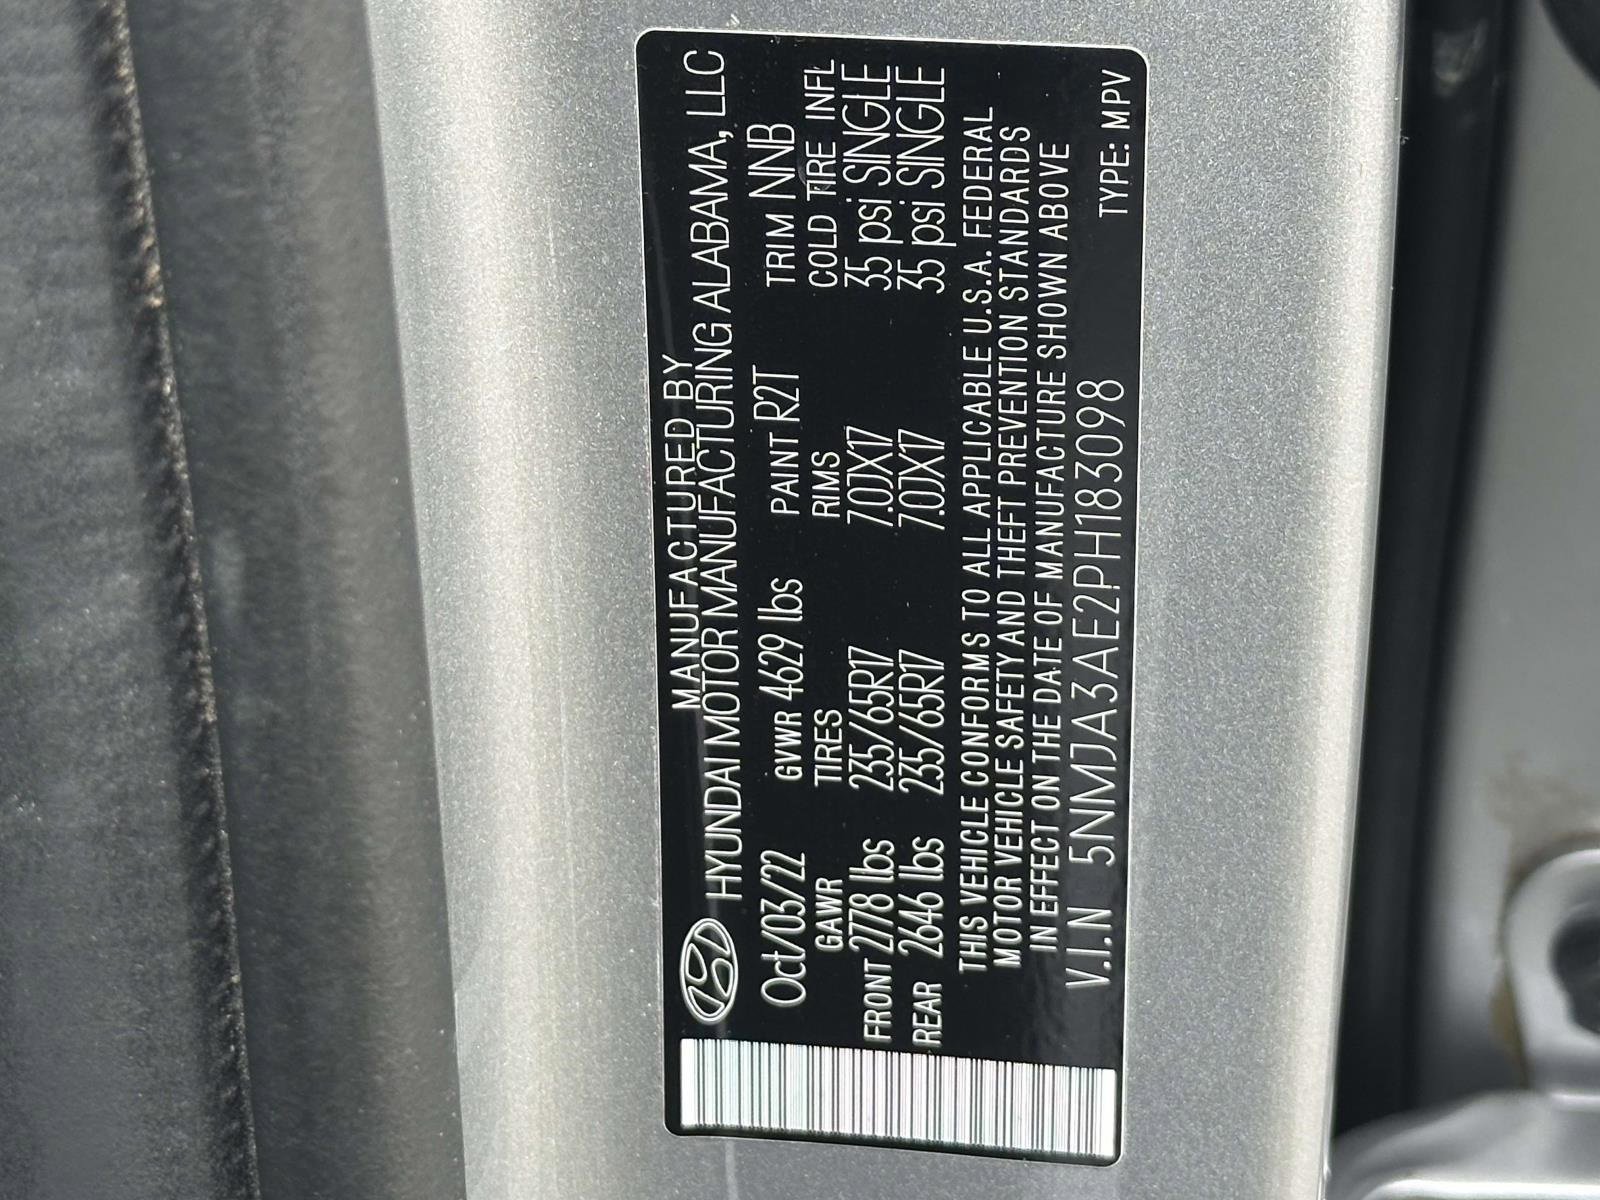 MANUFACTURED BY
HYUNDAI MOTOR MANUFACTURING ALABAMA, LLC
Oct/03/22 GVWR 4629 lbs PAINT R2T TRIM NNB
GAWR TIRES RIMS COLD TIRE INFL
FRONT 2778 lbs 235/65R17 7.0JX17 35 psi SINGLE
REAR 2646 lbs 235/65R17 7.0JX17 35 psi SINGLE
THIS VEHICLE CONFORMS TO ALL APPLICABLE U.S.A. FEDERAL
MOTOR VEHICLE SAFETY AND THEFT PREVENTION STANDARDS
IN EFFECT ON THE DATE OF MANUFACTURE SHOWN ABOVE
V.I.N 5NMJA3AE2PH183098 TYPE: MPV